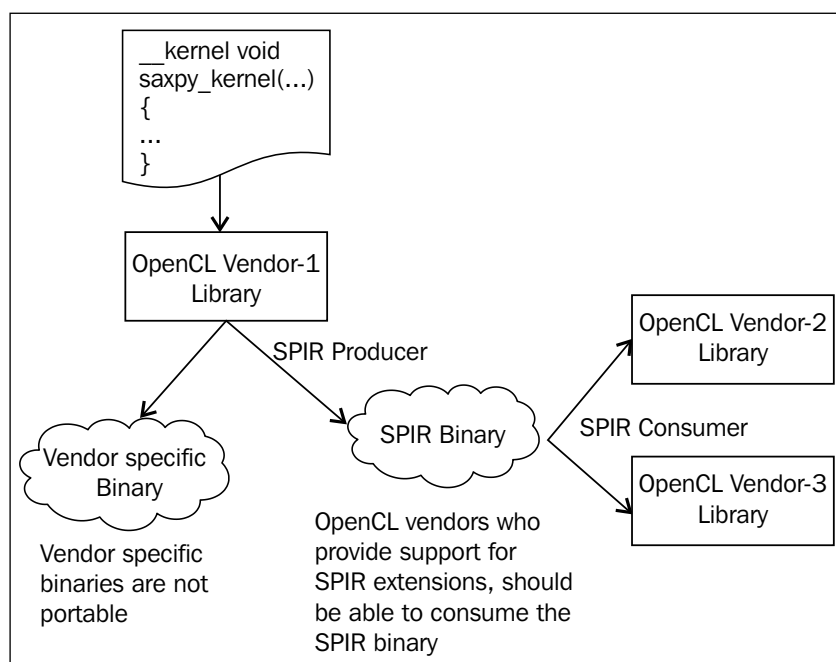 __kernel void
saxpy_kernel(...)
{
...
}
OpenCL Vendor-1
Library
SPIR Producer
OpenCL Vendor-2
Library
Vendor specific
Binary
SPIR Binary
SPIR Consumer
OpenCL Vendor-3
Library
Vendor specific
binaries are not
portable
OpenCL vendors who
provide support for
SPIR extensions, should
be able to consume the
SPIR binary